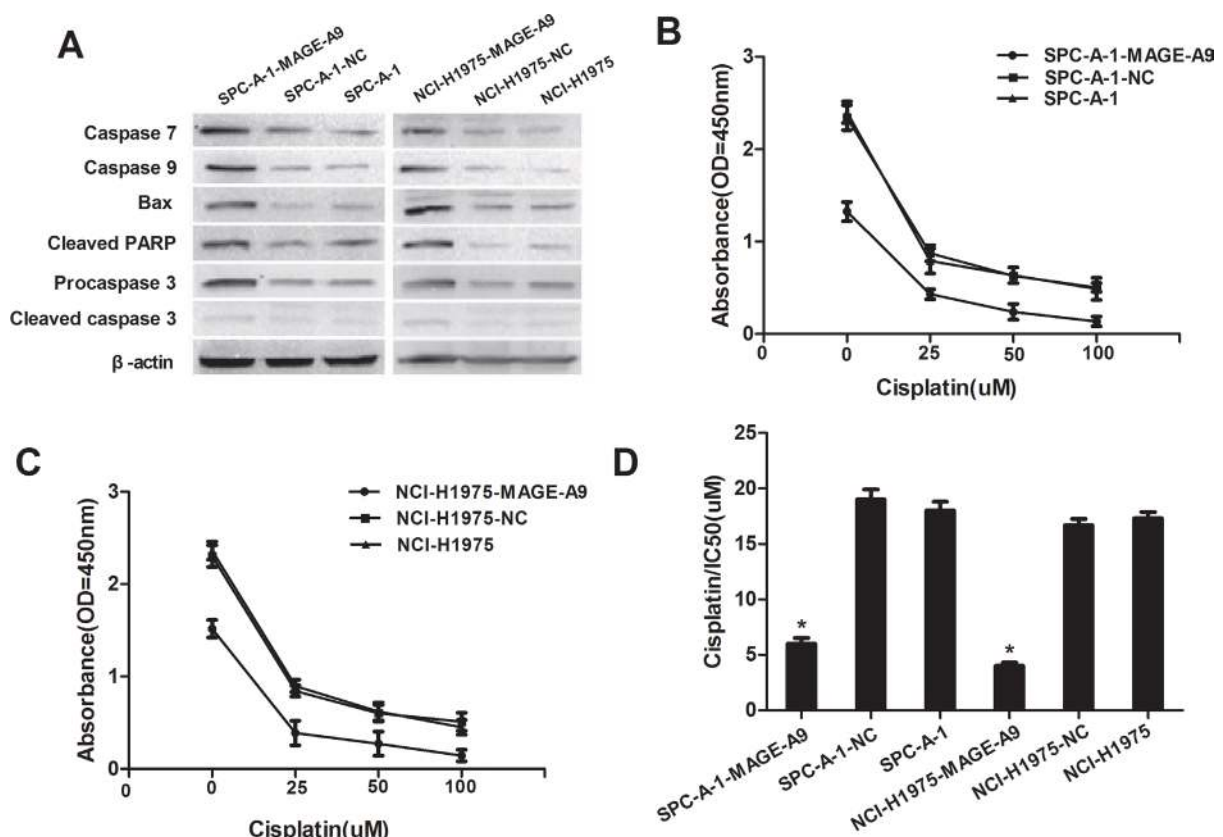 A
SPC-A-1-MAGE-A9
SPC-A-1-NC
SPC-A-1
NCI-H1975-MAGE-A9
NCI-H1975-NC
NCI-H1975
Caspase 7
Caspase 9
Bax
Cleaved PARP
Procaspase 3
Cleaved caspase 3
β -actin
B
SPC-A-1-MAGE-A9
SPC-A-1-NC
SPC-A-1
Absorbance(OD=450nm)
3
2
1
0
0 0 25 50 100
Cisplatin(uM)
C
NCI-H1975-MAGE-A9
NCI-H1975-NC
NCI-H1975
Absorbance(OD=450nm)
3
2
1
0
0 0 25 50 100
Cisplatin(uM)
D
Cisplatin/IC50(uM)
25
20
15
10
5
0
* *
SPC-A-1-MAGE-A9
SPC-A-1-NC
SPC-A-1
NCI-H1975-MAGE-A9
NCI-H1975-NC
NCI-H1975